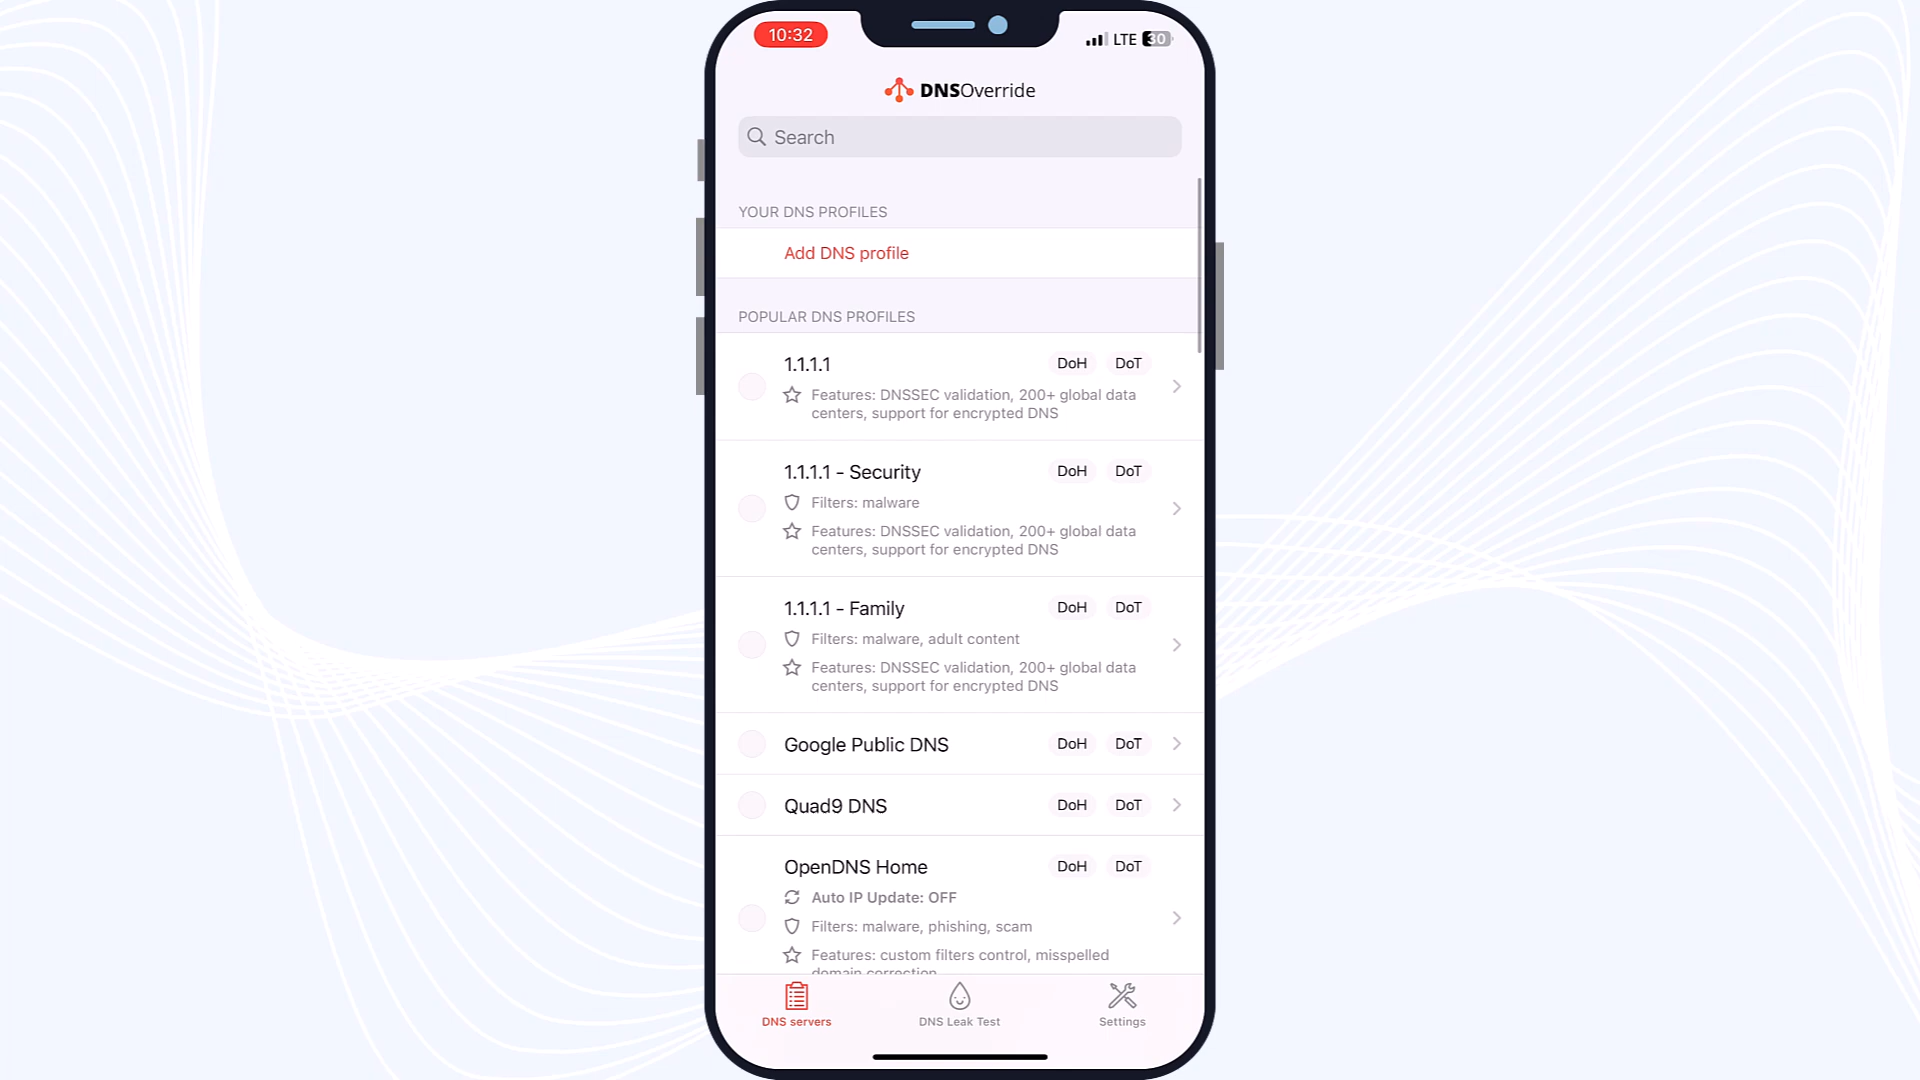 10:32
LTE 30
DNSOverride
Search
YOUR DNS PROFILES
Add DNS profile
POPULAR DNS PROFILES
1.1.1.1 DoH DoT
Features: DNSSEC validation, 200+ global data
centers, support for encrypted DNS
1.1.1.1 - Security DoH DoT
Filters: malware
Features: DNSSEC validation, 200+ global data
centers, support for encrypted DNS
1.1.1.1 - Family DoH DoT
Filters: malware, adult content
Features: DNSSEC validation, 200+ global data
centers, support for encrypted DNS
Google Public DNS DoH DoT
Quad9 DNS DoH DoT
OpenDNS Home DoH DoT
Auto IP Update: OFF
Filters: malware, phishing, scam
Features: custom filters control, misspelled
domain correction
DNS servers
DNS Leak Test
Settings